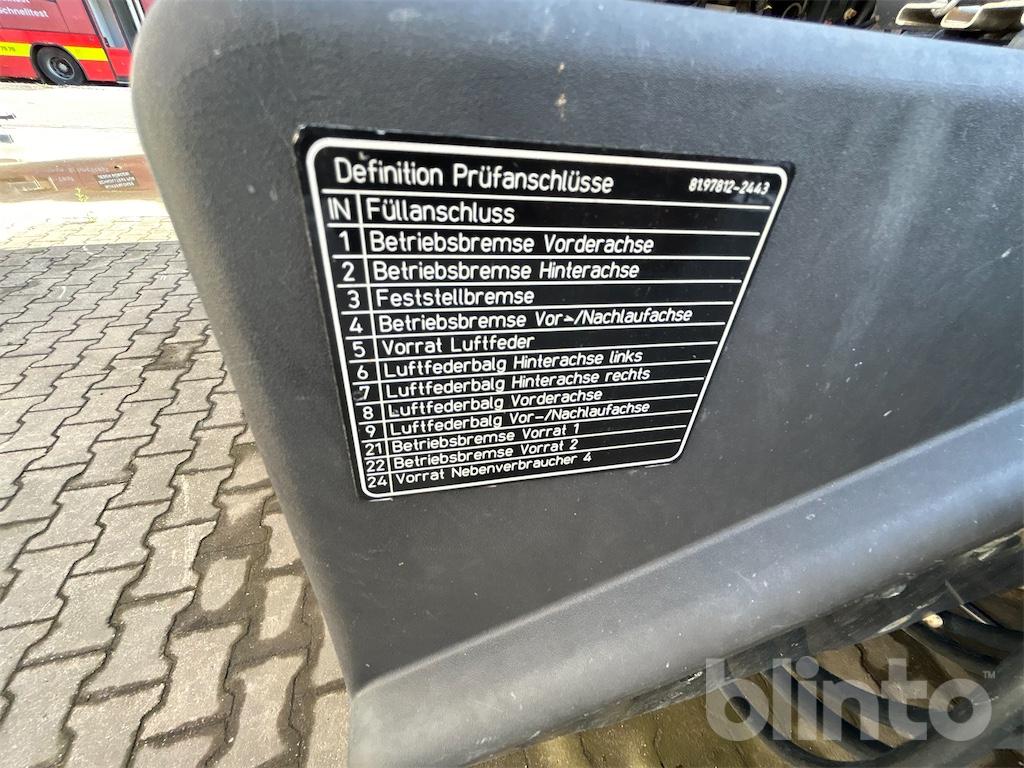 schnelltest
Definition Prüfanschlüsse 81.97812-2443
IN Füllanschluss
1 Betriebsbremse Vorderachse
2 Betriebsbremse Hinterachse
3 Feststellbremse
4 Betriebsbremse Vor-/Nachlaufachse
5 Vorrat Luftfeder
6 Luftfederbalg Hinterachse links
7 Luftfederbalg Hinterachse rechts
8 Luftfederbalg Vorderachse
9 Luftfederbalg Vor-/Nachlaufachse
21 Betriebsbremse Vorrat 1
22 Betriebsbremse Vorrat 2
24 Vorrat Nebenverbraucher 4
blinto™